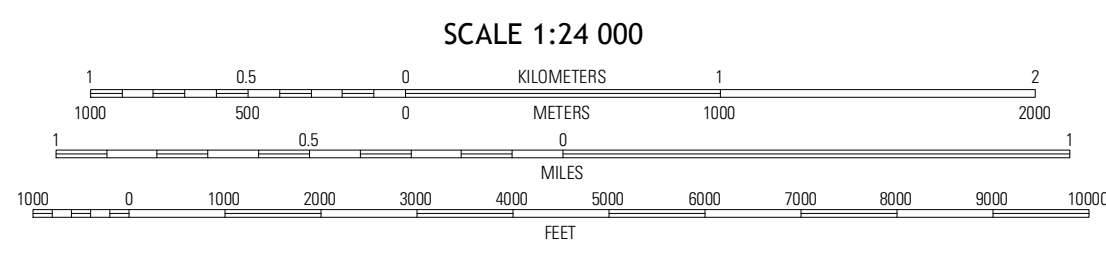 SCALE 1:24 000
1 0.5 0 KILOMETERS 1 2
1000 500 0 METERS 1000 2000
1 0.5 0 1
MILES
1000 0 1000 2000 3000 4000 5000 6000 7000 8000 9000 10000
FEET